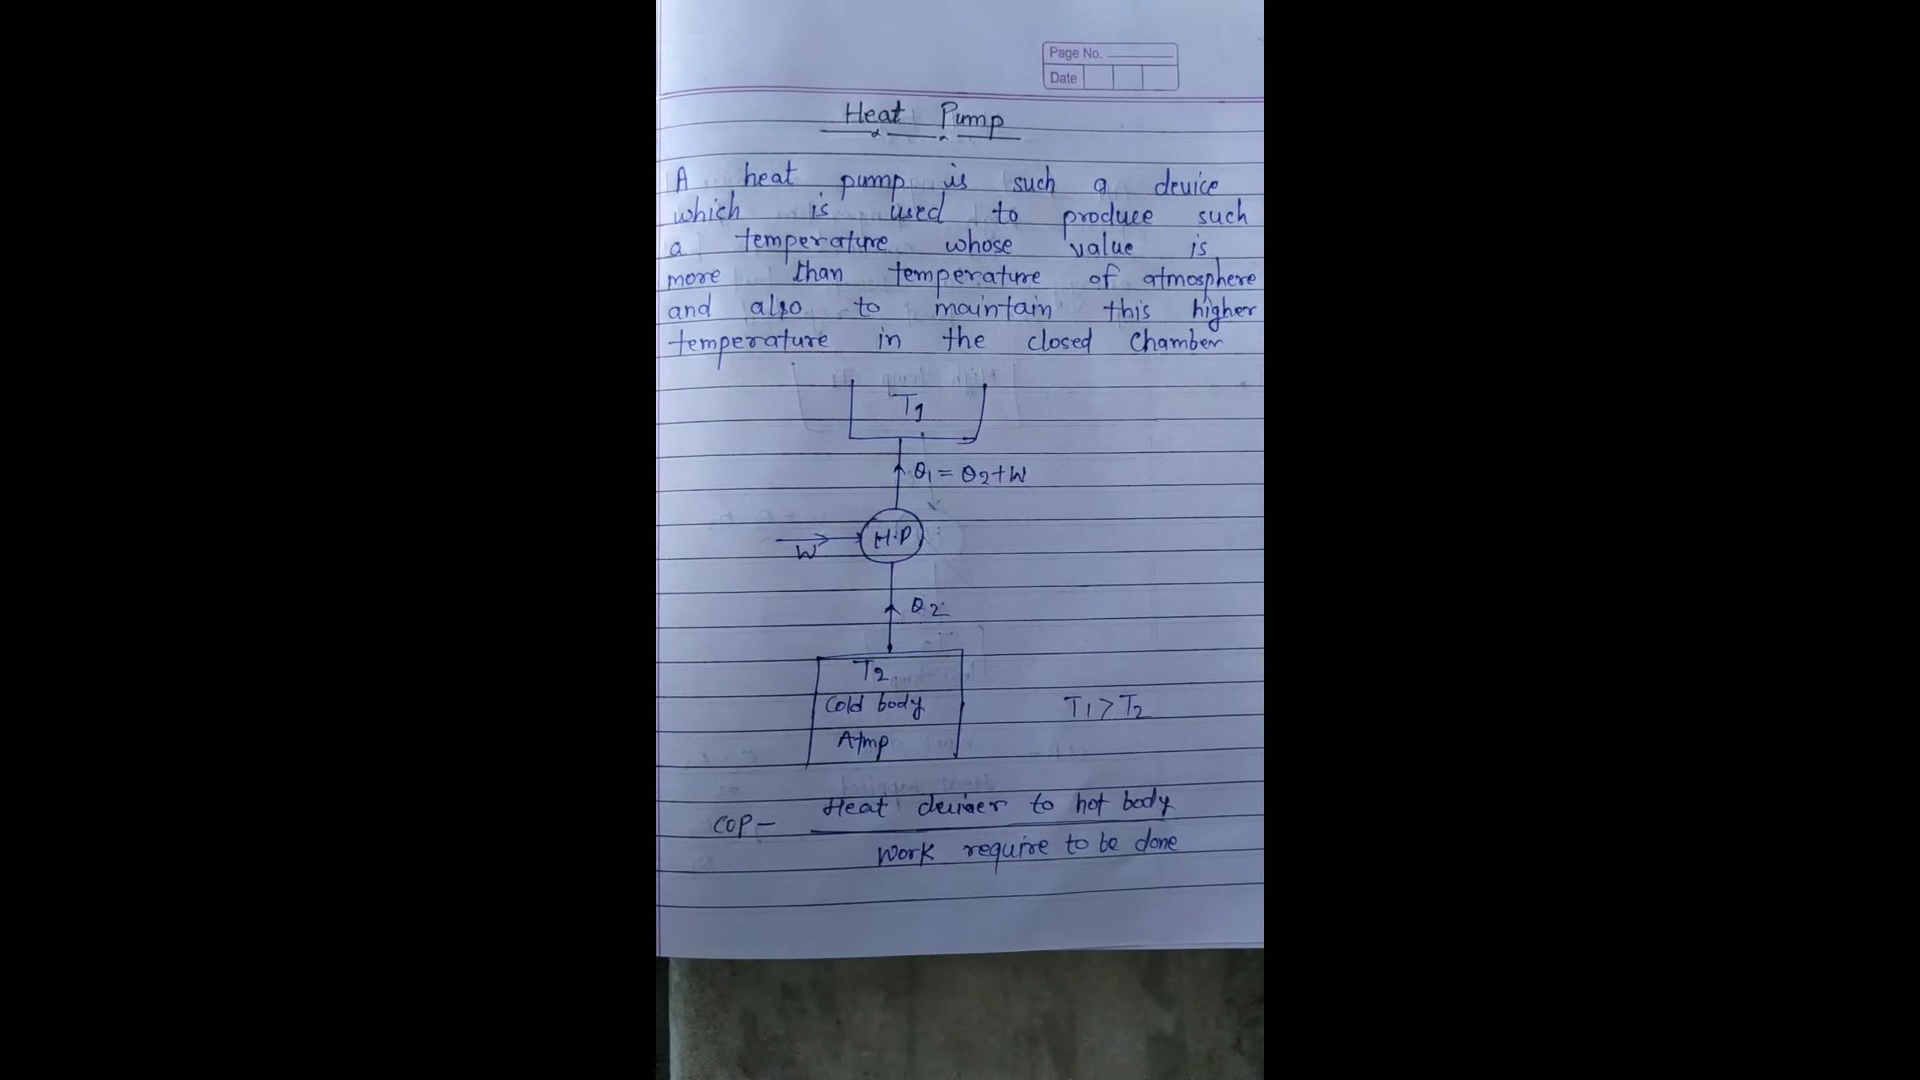 Page No.
Date
Heat Pump
A heat pump is such a device
which is used to produce such
a temperature whose value is
more than temperature of atmosphere
and also to maintain this higher
temperature in the closed chamber
T1
Q1 = Q2+W
W
H.P
Q2
T2
Cold body
Atmp
T1 > T2
Heat deuier to hot body
COP -
Work require to be done